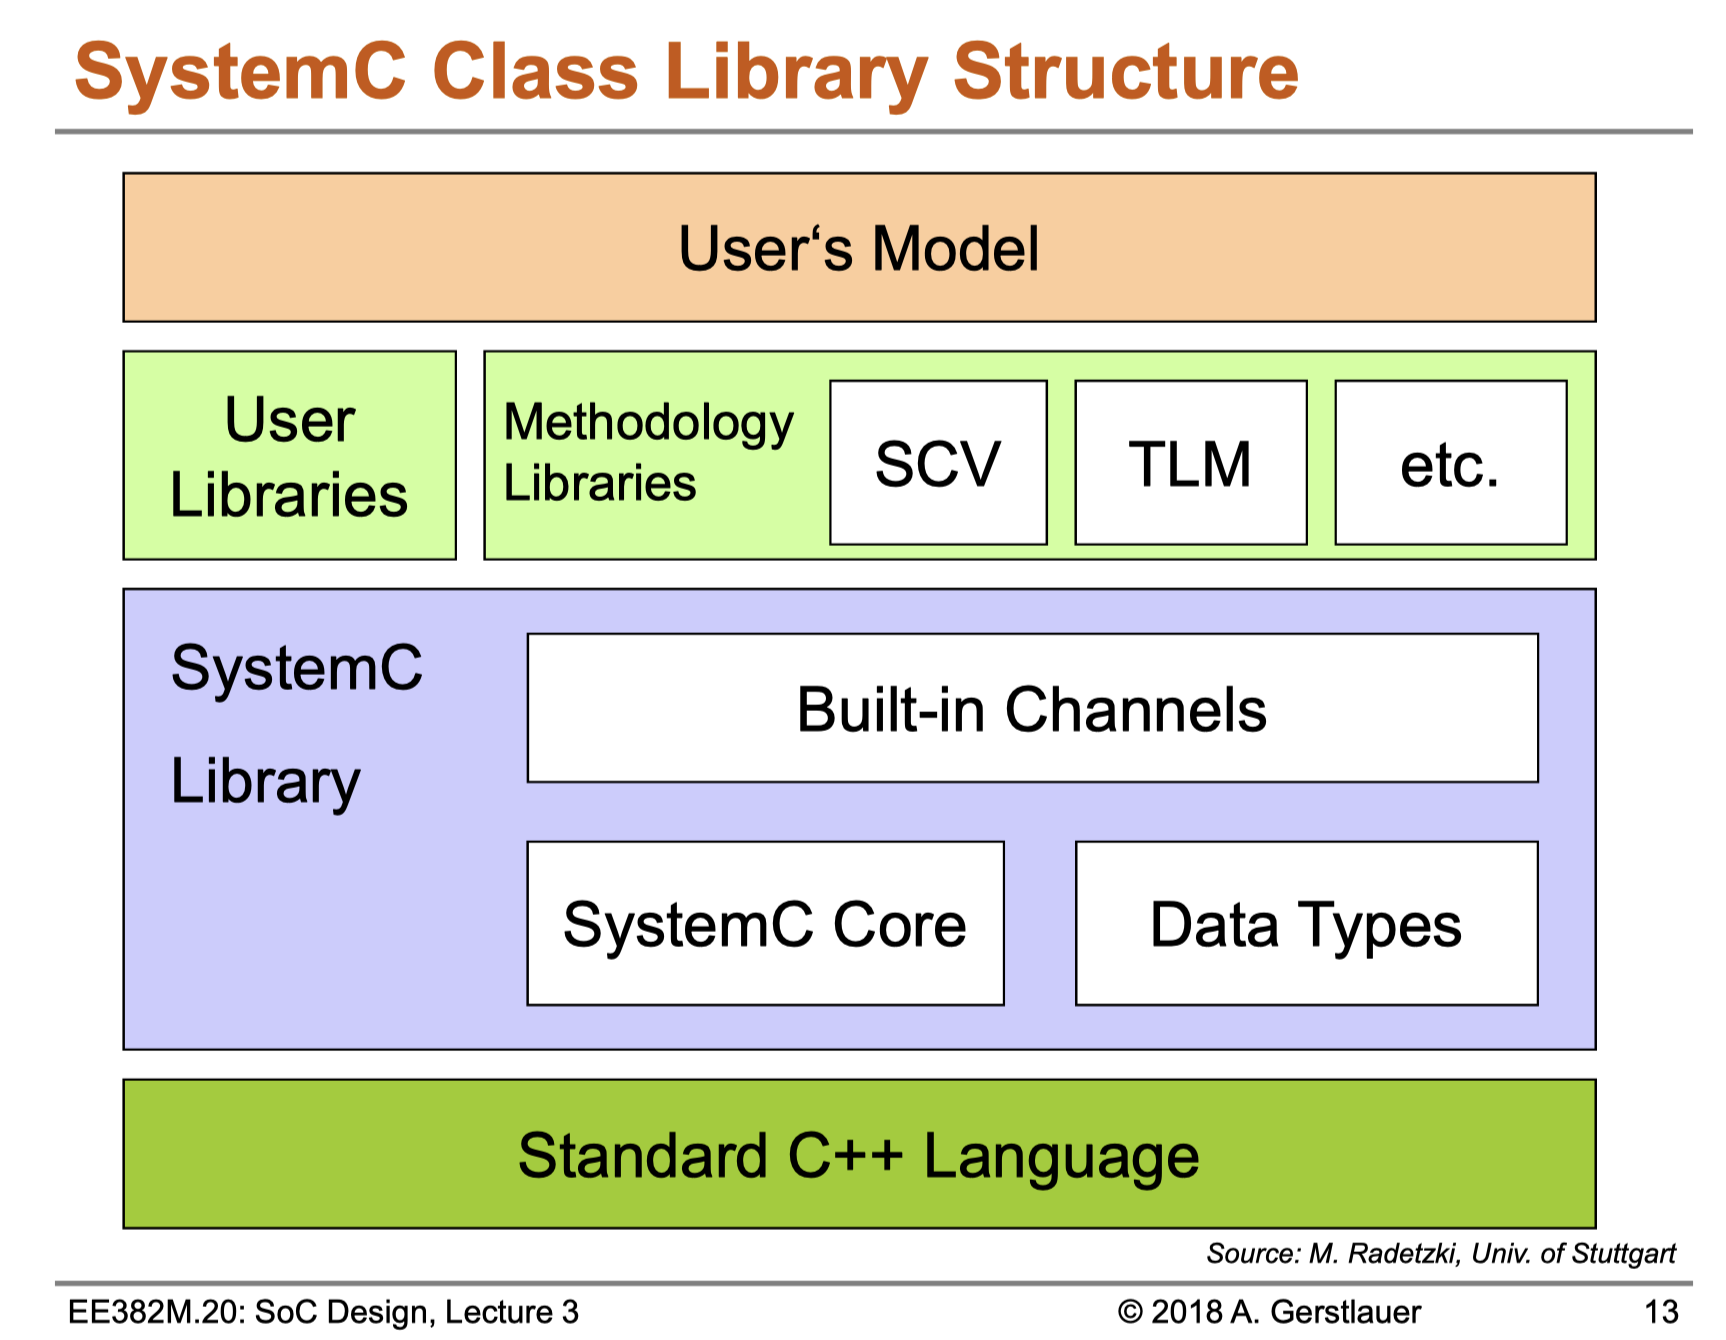 SystemC Class Library Structure
User‘s Model
User
Libraries
Methodology
Libraries
SCV
TLM
etc.
SystemC
Library
Built-in Channels
SystemC Core
Data Types
Standard C++ Language
Source: M. Radetzki, Univ. of Stuttgart
EE382M.20: SoC Design, Lecture 3
© 2018 A. Gerstlauer
13